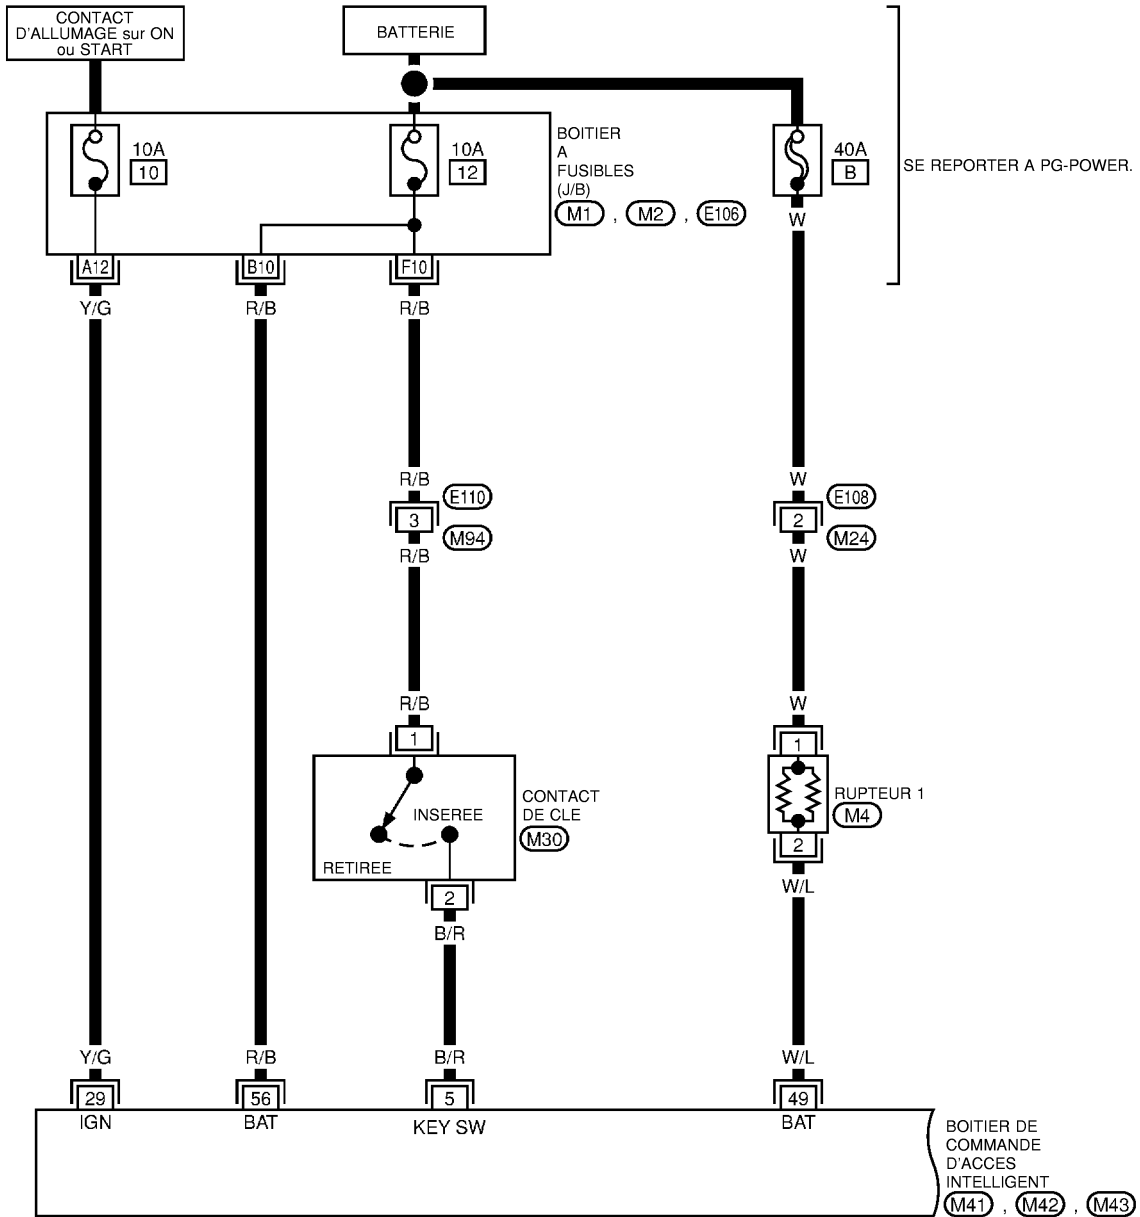 CONTACT
D'ALLUMAGE sur ON
ou START
BATTERIE
10A
10
10A
12
BOITIER
A
FUSIBLES
(J/B)
M1 , M2 , E106
40A
B
SE REPORTER A PG-POWER.
W
A12
B10
F10
Y/G
R/B
R/B
R/B
E110
3
M94
R/B
W
E108
2
M24
W
R/B
W
1
1
INSEREE
RETIREE
CONTACT
DE CLE
M30
RUPTEUR 1
M4
2
2
B/R
W/L
Y/G
R/B
B/R
W/L
29
56
5
49
IGN
BAT
KEY SW
BAT
BOITIER DE
COMMANDE
D'ACCES
INTELLIGENT
M41 , M42 , M43